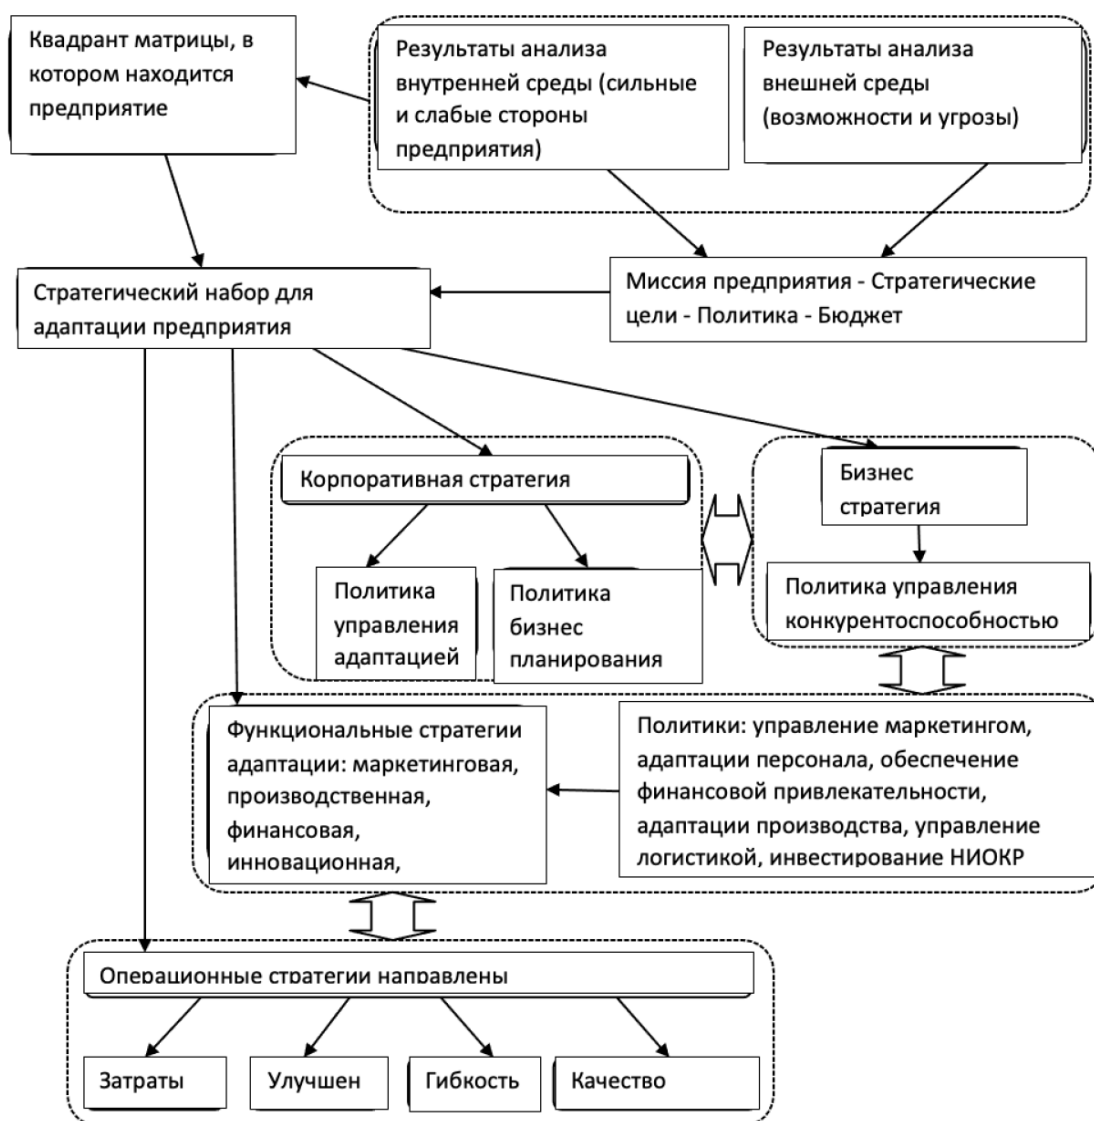 Квадрант матрицы, в
котором находится
предприятие
Результаты анализа
внутренней среды (сильные
и слабые стороны
предприятия)
Результаты анализа
внешней среды
(возможности и угрозы)
Стратегический набор для
адаптации предприятия
Миссия предприятия - Стратегические
цели - Политика - Бюджет
Корпоративная стратегия
Бизнес
стратегия
Политика
управления
адаптацией
Политика
бизнес
планирования
Политика управления
конкурентоспособностью
Функциональные стратегии
адаптации: маркетинговая,
производственная,
финансовая,
инновационная,
Политики: управление маркетингом,
адаптации персонала, обеспечение
финансовой привлекательности,
адаптации производства, управление
логистикой, инвестирование НИОКР
Операционные стратегии направлены
Затраты
Улучшен
Гибкость
Качество